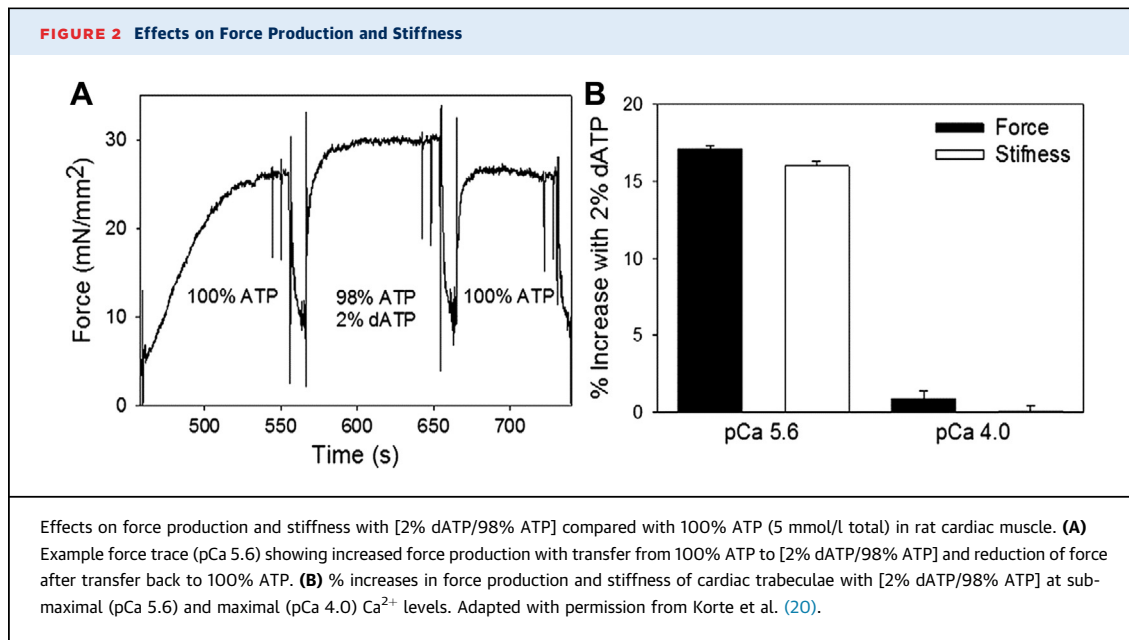 FIGURE 2 Effects on Force Production and Stiffness
A
Force (mN/mm2)
30
20
10
0
100% ATP
98% ATP
2% dATP
100% ATP
500
550
600
650
700
Time (s)
B
% Increase with 2% dATP
20
15
10
5
0
Force
Stifness
pCa 5.6
pCa 4.0
Effects on force production and stiffness with [2% dATP/98% ATP] compared with 100% ATP (5 mmol/l total) in rat cardiac muscle. (A)
Example force trace (pCa 5.6) showing increased force production with transfer from 100% ATP to [2% dATP/98% ATP] and reduction of force
after transfer back to 100% ATP. (B) % increases in force production and stiffness of cardiac trabeculae with [2% dATP/98% ATP] at sub-
maximal (pCa 5.6) and maximal (pCa 4.0) Ca²⁺ levels. Adapted with permission from Korte et al. (20).